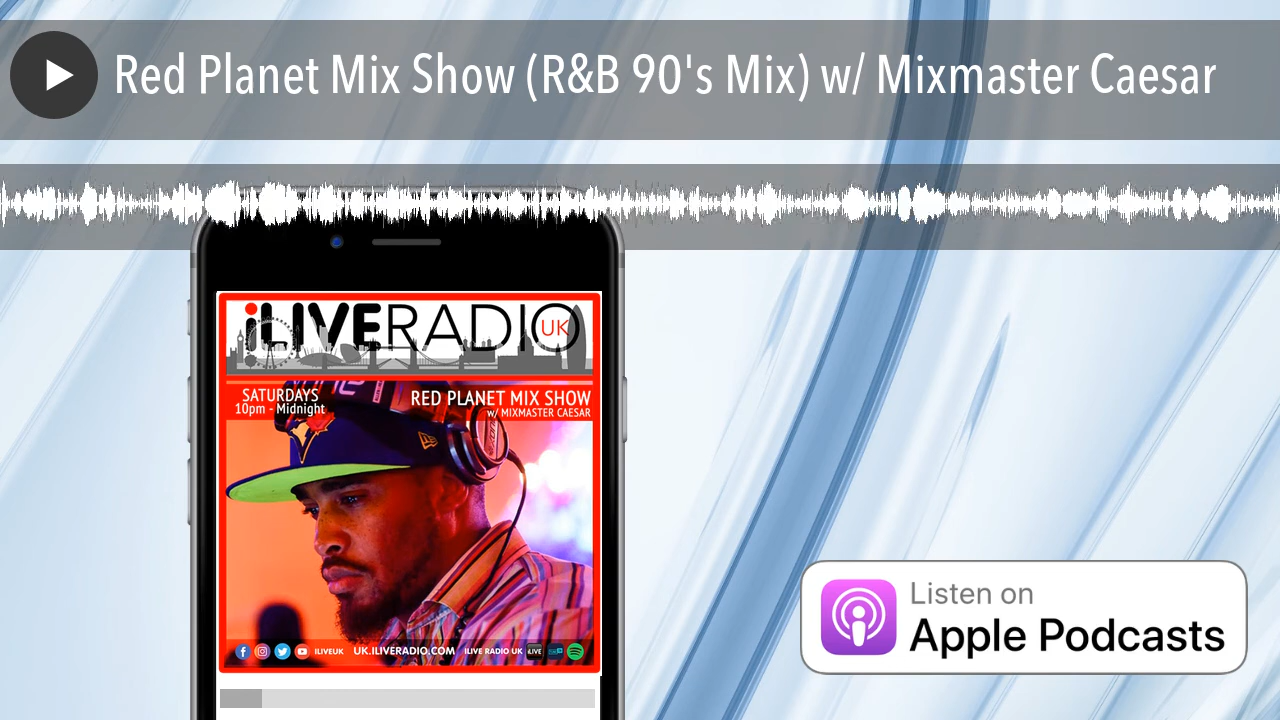 Red Planet Mix Show (R&B 90's Mix) w/ Mixmaster Caesar
iLIVERADIO
UK
SATURDAYS
10pm - Midnight
RED PLANET MIX SHOW
w/ MIXMASTER CAESAR
ILIVEUK UK.ILIVERADIO.COM ILIVE RADIO UK iLIVE
Listen on
Apple Podcasts